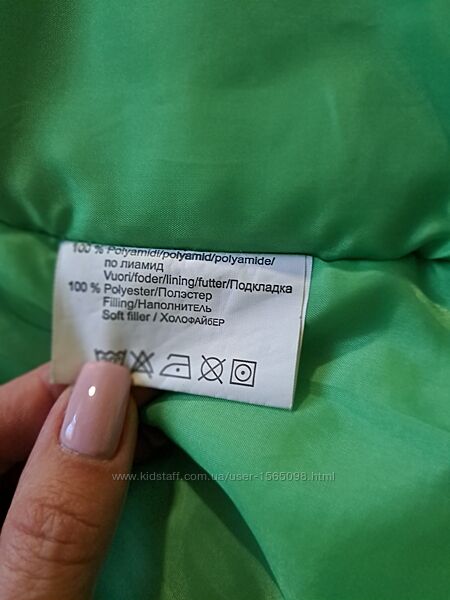 100 % Polyamidi/polyamid/polyamide/
по лиамид
Vuori/foder/lining/futter/Подкладка
100 % Polyester/Полэстер
Filling/Наполнитель
Soft filler / Холофайбер
www.kidstaff.com.ua/user-1565098.html